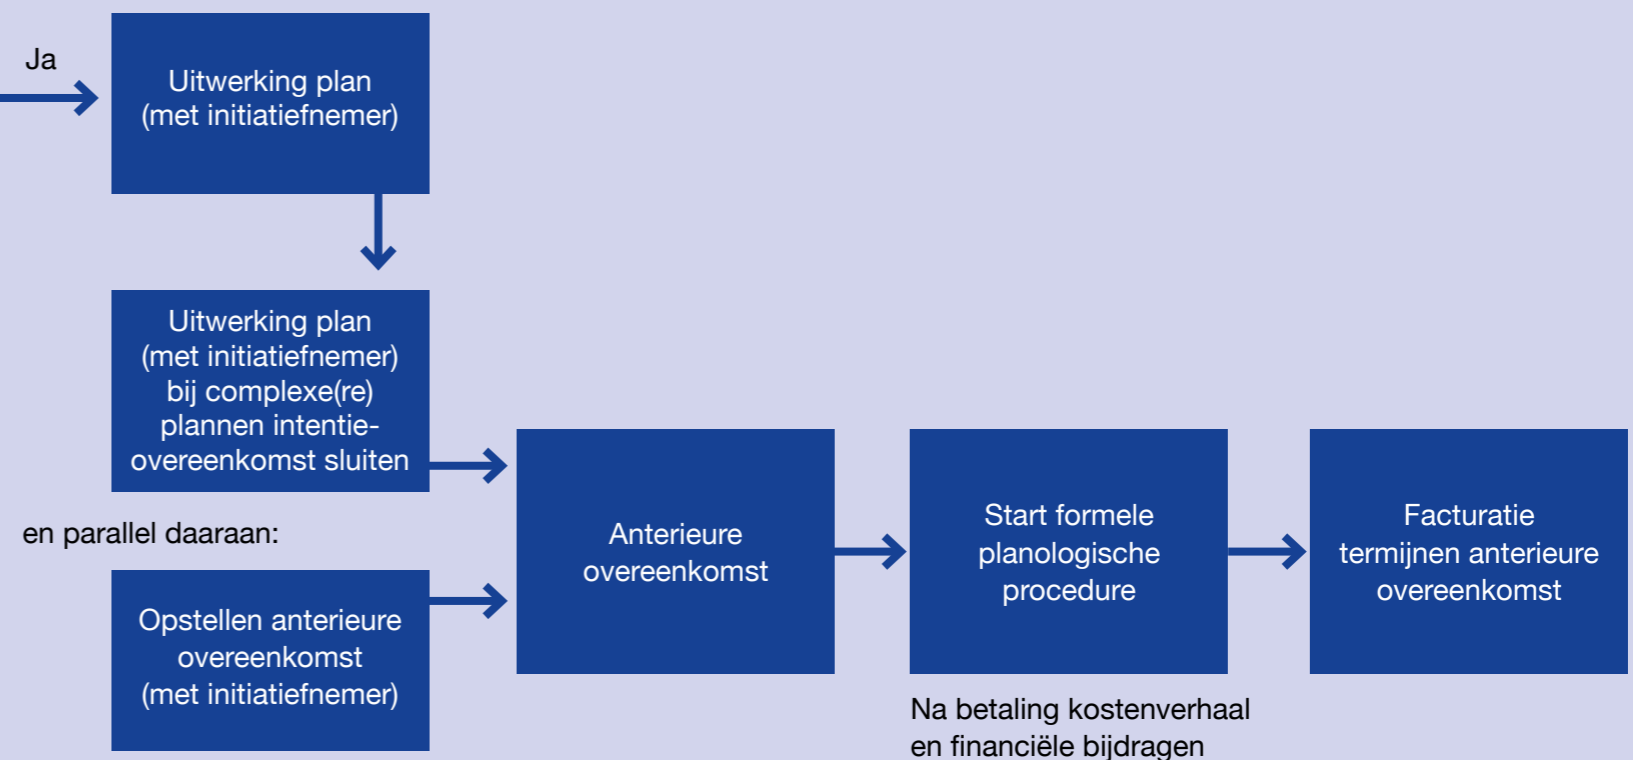 Ja
Uitwerking plan
(met initiatiefnemer)
Uitwerking plan
(met initiatiefnemer)
bij complexe(re)
plannen intentie-
overeenkomst sluiten
en parallel daaraan:
Opstellen anterieure
overeenkomst
(met initiatiefnemer)
Anterieure
overeenkomst
Start formele
planologische
procedure
Na betaling kostenverhaal
en financiële bijdragen
Facturatie
termijnen anterieure
overeenkomst